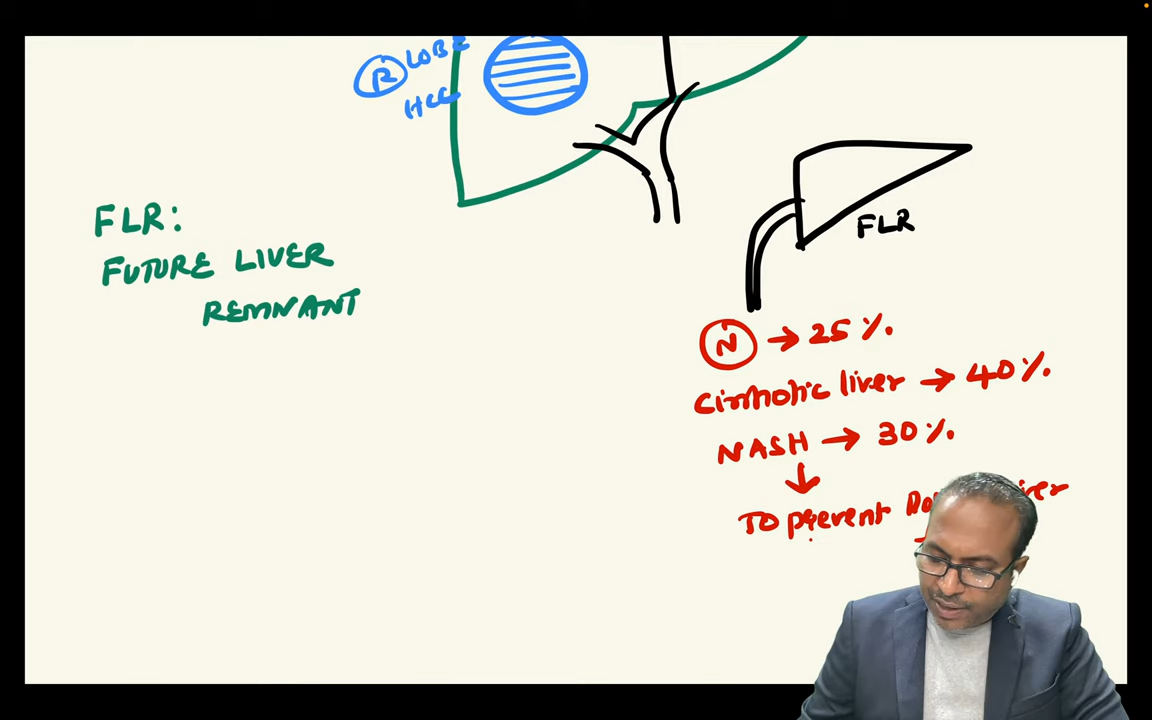 R LOBE
HCC
FLR:
FUTURE LIVER
REMNANT
FLR
N → 25 %.
Cirrhotic liver → 40 %.
NASH → 30 %.
↓
TO prevent